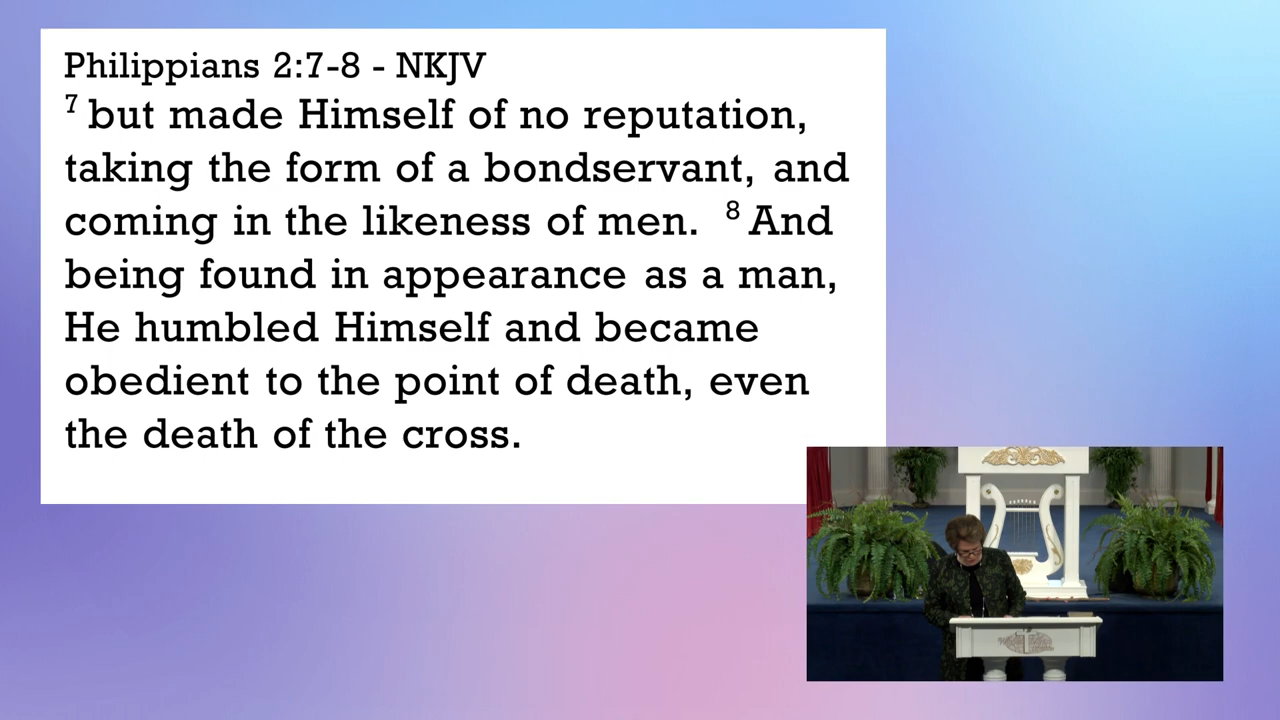 Philippians 2:7-8 - NKJV
7 but made Himself of no reputation,
taking the form of a bondservant, and
coming in the likeness of men. 8 And
being found in appearance as a man,
He humbled Himself and became
obedient to the point of death, even
the death of the cross.